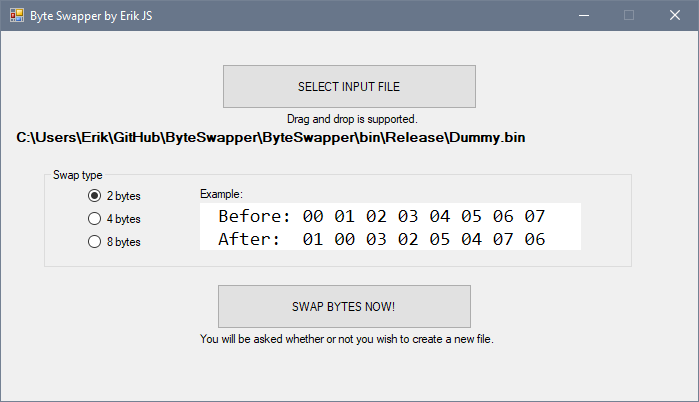 Byte Swapper by Erik JS
SELECT INPUT FILE
Drag and drop is supported.
C:\Users\Erik\GitHub\ByteSwapper\ByteSwapper\bin\Release\Dummy.bin
Swap type
2 bytes
4 bytes
8 bytes
Example:
Before: 00 01 02 03 04 05 06 07
After: 01 00 03 02 05 04 07 06
SWAP BYTES NOW!
You will be asked whether or not you wish to create a new file.